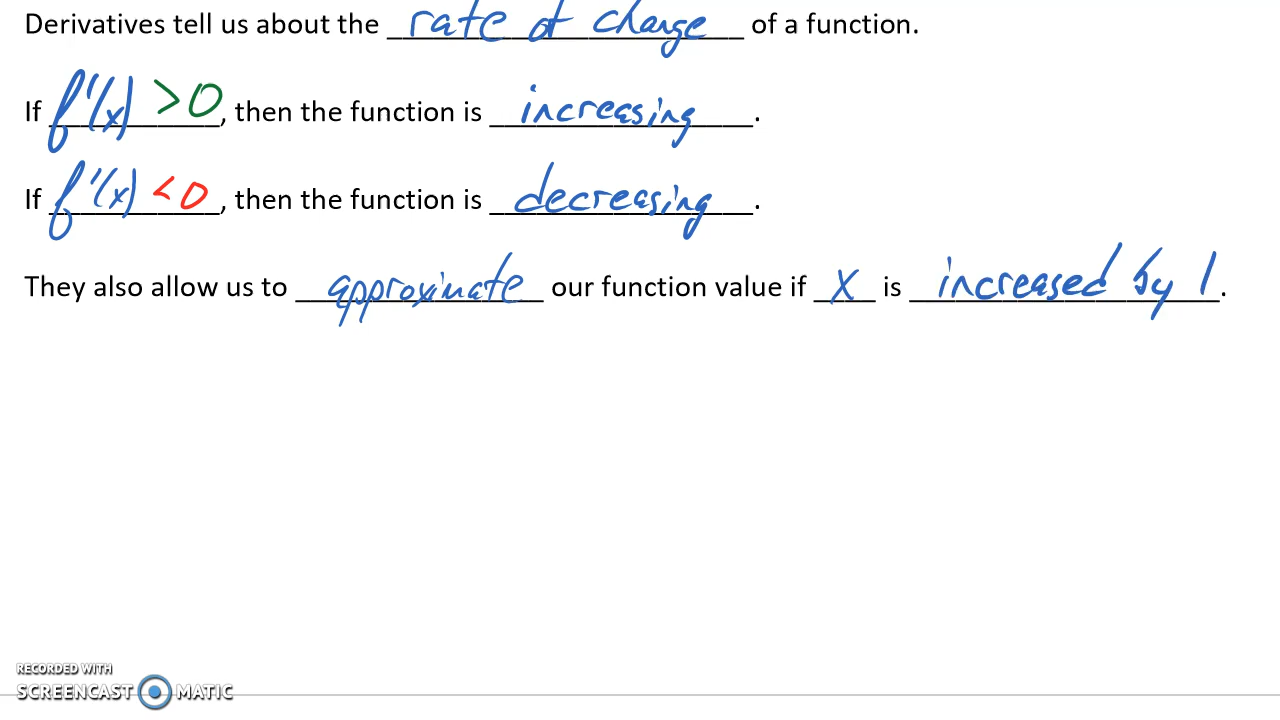 Derivatives tell us about the rate of change of a function.
If f'(x) >0, then the function is increasing.
If f'(x) <0, then the function is decreasing.
They also allow us to approximate our function value if x is increased by 1.
RECORDED WITH
SCREENCAST MATIC